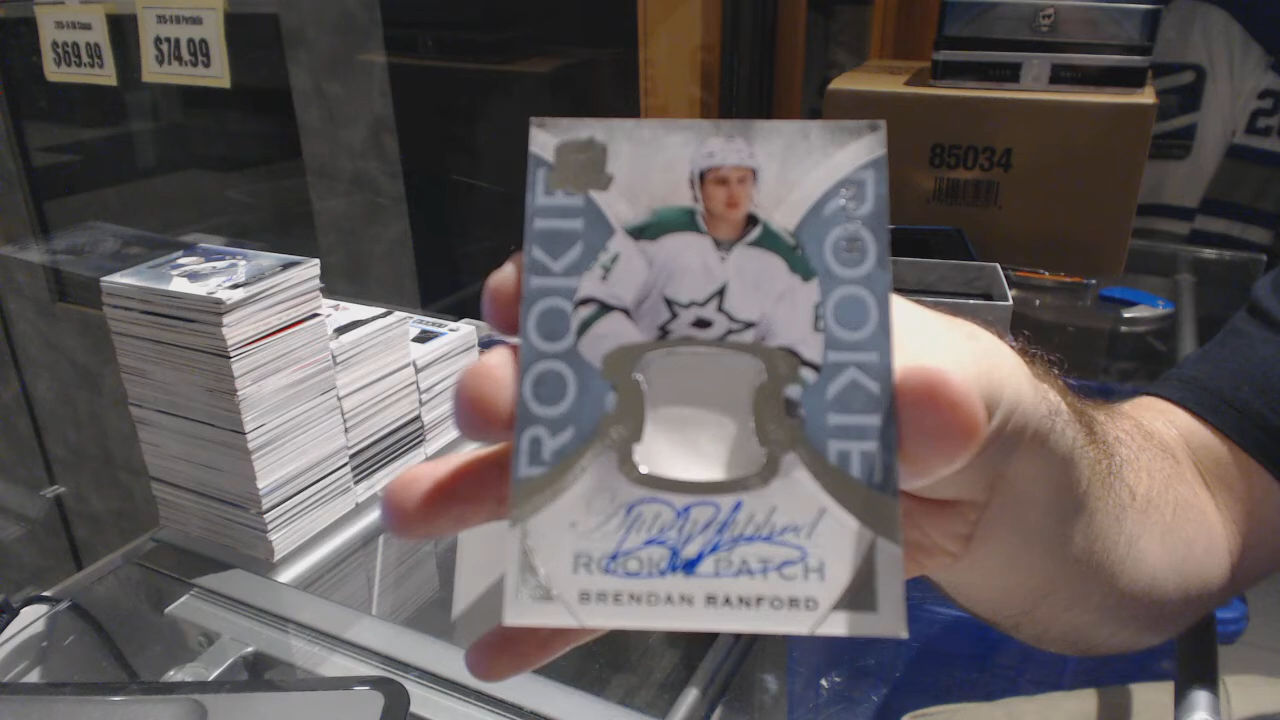 $69.99
$74.99
85034
ROOKIE
ROOKIE
ROOKIE PATCH
BRENDAN RANFORD